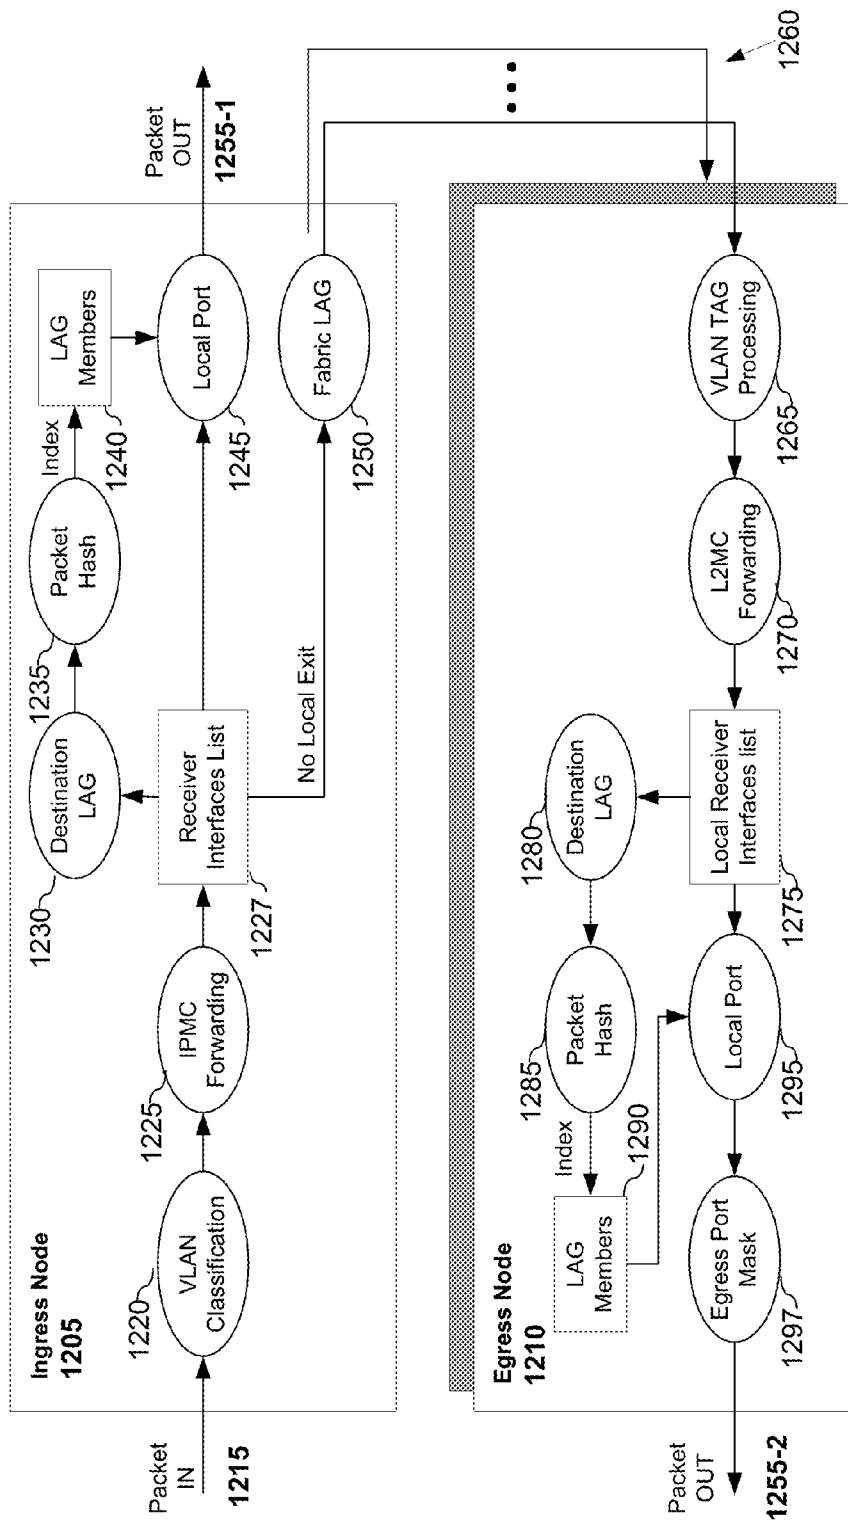 Ingress Node
1205
Packet
IN
1215
VLAN
Classification
1220
IPMC
Forwarding
1225
Receiver
Interfaces List
1227
Destination
LAG
1230
Packet
Hash
1235
Index
LAG
Members
1240
Local Port
1245
No Local Exit
Fabric LAG
1250
Packet
OUT
1255-1
1260
Egress Node
1210
VLAN TAG
Processing
1265
L2MC
Forwarding
1270
Local Receiver
Interfaces list
1275
Destination
LAG
1280
Packet
Hash
1285
Index
LAG
Members
1290
Local Port
1295
Egress Port
Mask
1297
Packet
OUT
1255-2